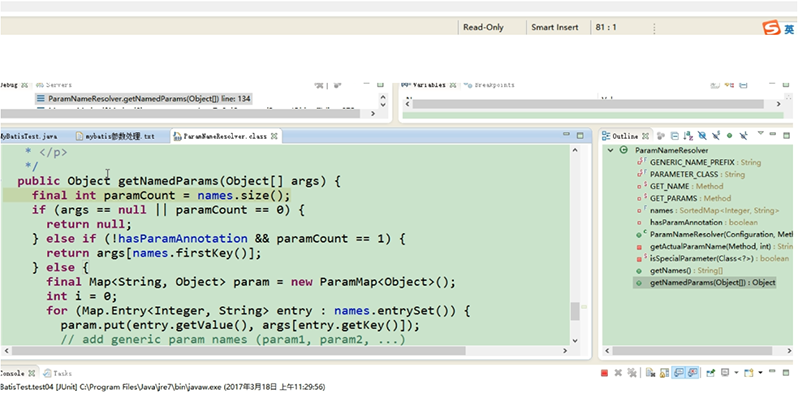 Read-Only
Smart Insert
81 : 1
英
Debug
Servers
Variables
Breakpoints
ParamNameResolver.getNamedParams(Object[]) line: 134
MyBatisTest.java
mybatis参数处理.txt
ParamNameResolver.class
Outline
* </p>
*/
public Object getNamedParams(Object[] args) {
final int paramCount = names.size();
if (args == null || paramCount == 0) {
return null;
} else if (!hasParamAnnotation && paramCount == 1) {
return args[names.firstKey()];
} else {
final Map<String, Object> param = new ParamMap<Object>();
int i = 0;
for (Map.Entry<Integer, String> entry : names.entrySet()) {
param.put(entry.getValue(), args[entry.getKey()]);
// add generic param names (param1, param2, ...)
ParamNameResolver
GENERIC_NAME_PREFIX : String
PARAMETER_CLASS : String
GET_NAME : Method
GET_PARAMS : Method
names : SortedMap<Integer, String>
hasParamAnnotation : boolean
ParamNameResolver(Configuration, Meth
getActualParamName(Method, int) : String
isSpecialParameter(Class<?>) : boolean
getNames() : String[]
getNamedParams(Object[]) : Object
Console
Tasks
BatisTest.test04 [JUnit] C:\Program Files\Java\jre7\bin\javaw.exe (2017年3月18日 上午11:29:56)